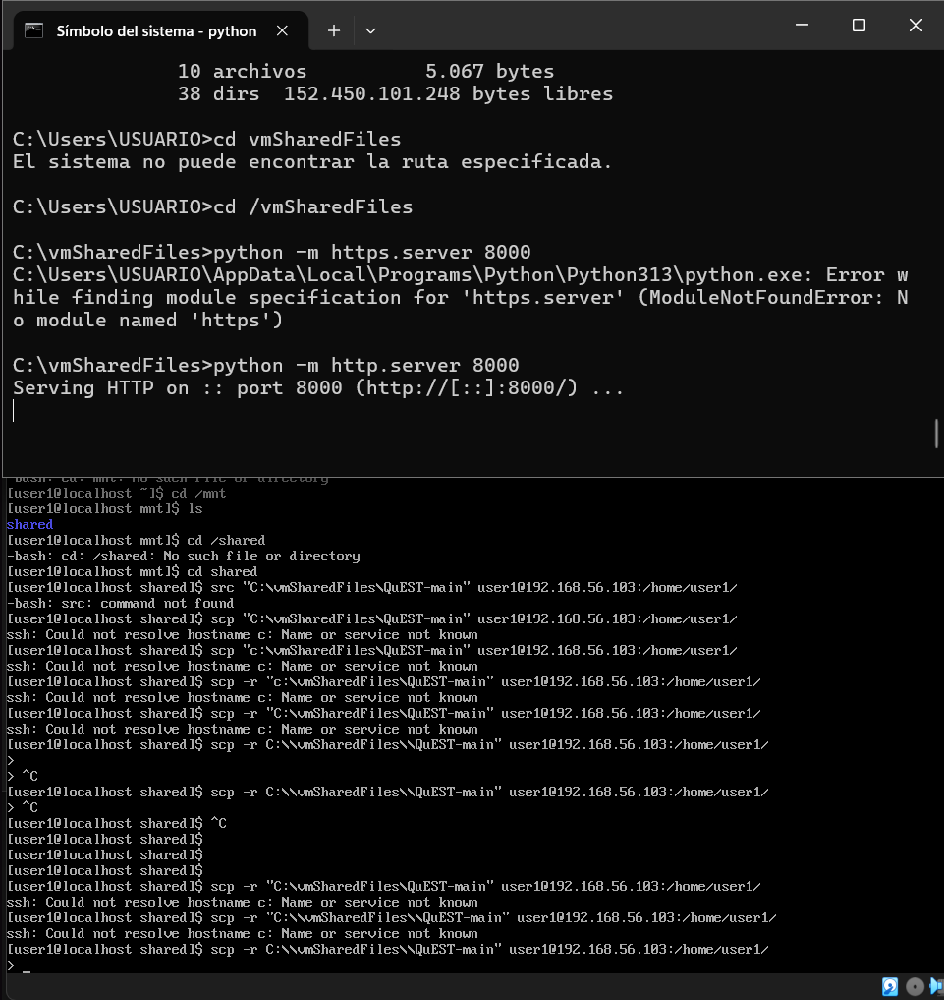 Símbolo del sistema - python
10 archivos 5.067 bytes
38 dirs 152.450.101.248 bytes libres
C:\Users\USUARIO>cd vmSharedFiles
El sistema no puede encontrar la ruta especificada.
C:\Users\USUARIO>cd /vmSharedFiles
C:\vmSharedFiles>python -m https.server 8000
C:\Users\USUARIO\AppData\Local\Programs\Python\Python313\python.exe: Error w
hile finding module specification for 'https.server' (ModuleNotFoundError: N
o module named 'https')
C:\vmSharedFiles>python -m http.server 8000
Serving HTTP on :: port 8000 (http://[::]:8000/) ...
-bash: cd: mnt: No such file or directory
[user1@localhost ~]$ cd /mnt
[user1@localhost mnt]$ ls
shared
[user1@localhost mnt]$ cd /shared
-bash: cd: /shared: No such file or directory
[user1@localhost mnt]$ cd shared
[user1@localhost shared]$ src "C:\vmSharedFiles\QuEST-main" user1@192.168.56.103:/home/user1/
-bash: src: command not found
[user1@localhost shared]$ scp "C:\vmSharedFiles\QuEST-main" user1@192.168.56.103:/home/user1/
ssh: Could not resolve hostname c: Name or service not known
[user1@localhost shared]$ scp "c:\vmSharedFiles\QuEST-main" user1@192.168.56.103:/home/user1/
ssh: Could not resolve hostname c: Name or service not known
[user1@localhost shared]$ scp -r "c:\vmSharedFiles\QuEST-main" user1@192.168.56.103:/home/user1/
ssh: Could not resolve hostname c: Name or service not known
[user1@localhost shared]$ scp -r "C:\vmSharedFiles\QuEST-main" user1@192.168.56.103:/home/user1/
ssh: Could not resolve hostname c: Name or service not known
[user1@localhost shared]$ scp -r C:\\vmSharedFiles\\QuEST-main" user1@192.168.56.103:/home/user1/
>
> ^C
[user1@localhost shared]$ scp -r C:\\vmSharedFiles\\QuEST-main" user1@192.168.56.103:/home/user1/
> ^C
[user1@localhost shared]$ ^C
[user1@localhost shared]$
[user1@localhost shared]$
[user1@localhost shared]$
[user1@localhost shared]$ scp -r "C:\vmSharedFiles\QuEST-main" user1@192.168.56.103:/home/user1/
ssh: Could not resolve hostname c: Name or service not known
[user1@localhost shared]$ scp -r "C:\\vmSharedFiles\\QuEST-main" user1@192.168.56.103:/home/user1/
ssh: Could not resolve hostname c: Name or service not known
[user1@localhost shared]$ scp -r C:\\vmSharedFiles\\QuEST-main" user1@192.168.56.103:/home/user1/
> _